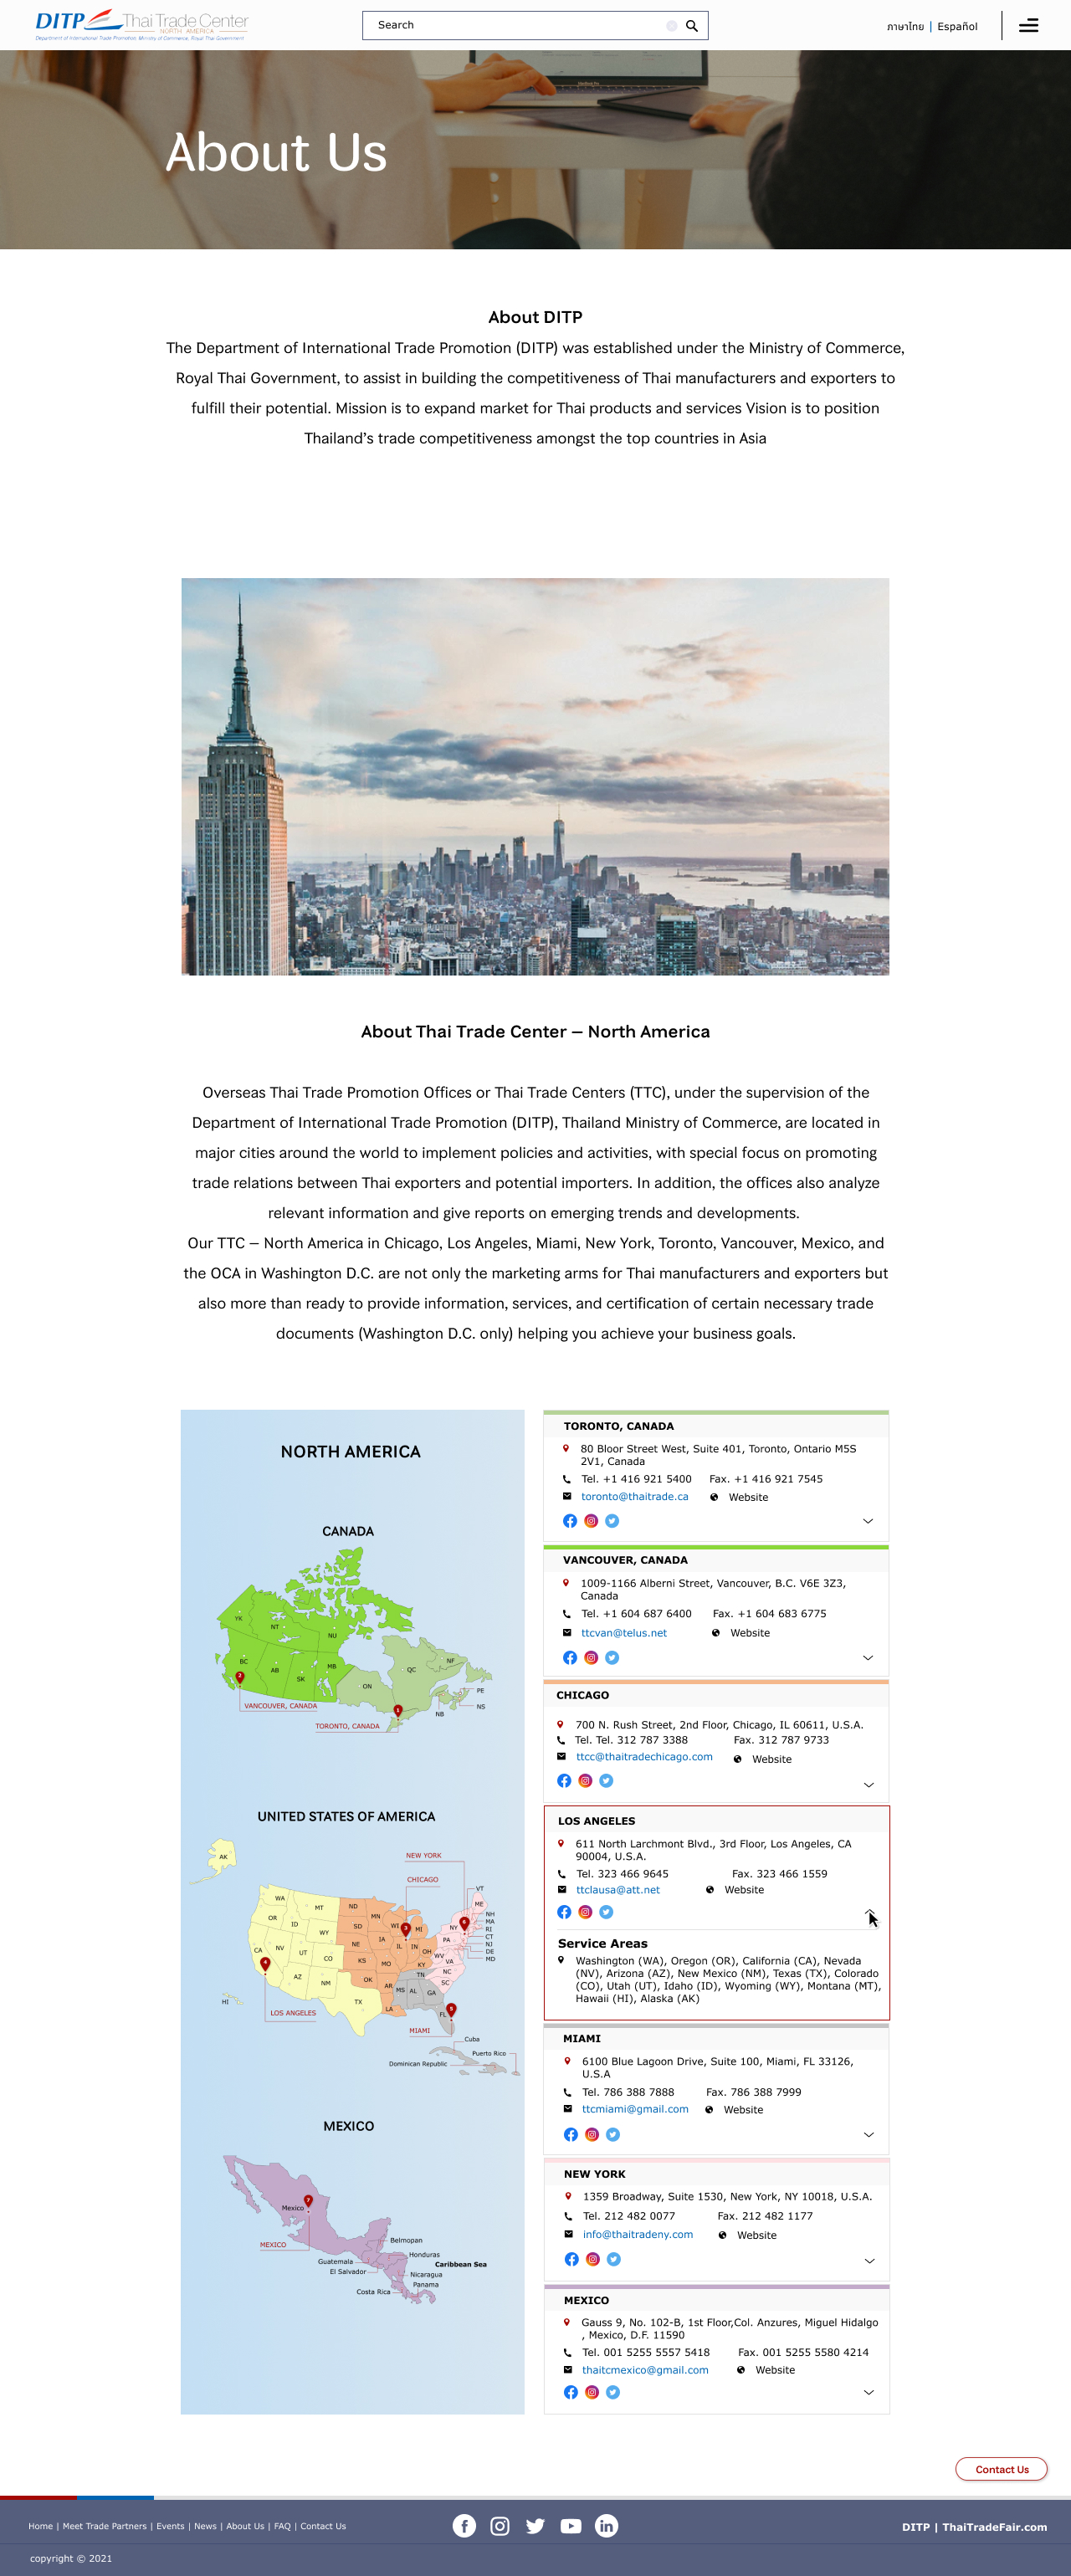 DITP Thai Trade Center
NORTH AMERICA
Department of International Trade Promotion, Ministry of Commerce, Royal Thai Government
Search
ภาษาไทย | Español
About Us
About DITP
The Department of International Trade Promotion (DITP) was established under the Ministry of Commerce,
Royal Thai Government, to assist in building the competitiveness of Thai manufacturers and exporters to
fulfill their potential. Mission is to expand market for Thai products and services Vision is to position
Thailand’s trade competitiveness amongst the top countries in Asia
About Thai Trade Center – North America
Overseas Thai Trade Promotion Offices or Thai Trade Centers (TTC), under the supervision of the
Department of International Trade Promotion (DITP), Thailand Ministry of Commerce, are located in
major cities around the world to implement policies and activities, with special focus on promoting
trade relations between Thai exporters and potential importers. In addition, the offices also analyze
relevant information and give reports on emerging trends and developments.
Our TTC – North America in Chicago, Los Angeles, Miami, New York, Toronto, Vancouver, Mexico, and
the OCA in Washington D.C. are not only the marketing arms for Thai manufacturers and exporters but
also more than ready to provide information, services, and certification of certain necessary trade
documents (Washington D.C. only) helping you achieve your business goals.
NORTH AMERICA
CANADA
YK
NT
NU
BC
AB
SK
MB
ON
QC
NF
PE
NS
NB
2
1
VANCOUVER, CANADA
TORONTO, CANADA
UNITED STATES OF AMERICA
AK
NEW YORK
CHICAGO
VT
ME
NH
MA
RI
CT
NJ
DE
MD
WA
MT
ND
MN
OR
ID
SD
WI
MI
NY
WY
IA
PA
CA
NV
UT
CO
NE
IL
IN
OH
WV
VA
KS
MO
KY
NC
AZ
NM
OK
TN
SC
AR
MS
AL
GA
TX
LA
FL
HI
3
6
4
5
LOS ANGELES
MIAMI
Cuba
Puerto Rico
Dominican Republic
MEXICO
Mexico
7
MEXICO
Belmopan
Honduras
Guatemala
Caribbean Sea
El Salvador
Nicaragua
Panama
Costa Rica
TORONTO, CANADA
80 Bloor Street West, Suite 401, Toronto, Ontario M5S
2V1, Canada
Tel. +1 416 921 5400 Fax. +1 416 921 7545
toronto@thaitrade.ca Website
VANCOUVER, CANADA
1009-1166 Alberni Street, Vancouver, B.C. V6E 3Z3,
Canada
Tel. +1 604 687 6400 Fax. +1 604 683 6775
ttcvan@telus.net Website
CHICAGO
700 N. Rush Street, 2nd Floor, Chicago, IL 60611, U.S.A.
Tel. Tel. 312 787 3388 Fax. 312 787 9733
ttcc@thaitradechicago.com Website
LOS ANGELES
611 North Larchmont Blvd., 3rd Floor, Los Angeles, CA
90004, U.S.A.
Tel. 323 466 9645 Fax. 323 466 1559
ttclausa@att.net Website
Service Areas
Washington (WA), Oregon (OR), California (CA), Nevada
(NV), Arizona (AZ), New Mexico (NM), Texas (TX), Colorado
(CO), Utah (UT), Idaho (ID), Wyoming (WY), Montana (MT),
Hawaii (HI), Alaska (AK)
MIAMI
6100 Blue Lagoon Drive, Suite 100, Miami, FL 33126,
U.S.A
Tel. 786 388 7888 Fax. 786 388 7999
ttcmiami@gmail.com Website
NEW YORK
1359 Broadway, Suite 1530, New York, NY 10018, U.S.A.
Tel. 212 482 0077 Fax. 212 482 1177
info@thaitradeny.com Website
MEXICO
Gauss 9, No. 102-B, 1st Floor,Col. Anzures, Miguel Hidalgo
, Mexico, D.F. 11590
Tel. 001 5255 5557 5418 Fax. 001 5255 5580 4214
thaitcmexico@gmail.com Website
Contact Us
Home | Meet Trade Partners | Events | News | About Us | FAQ | Contact Us
DITP | ThaiTradeFair.com
copyright © 2021